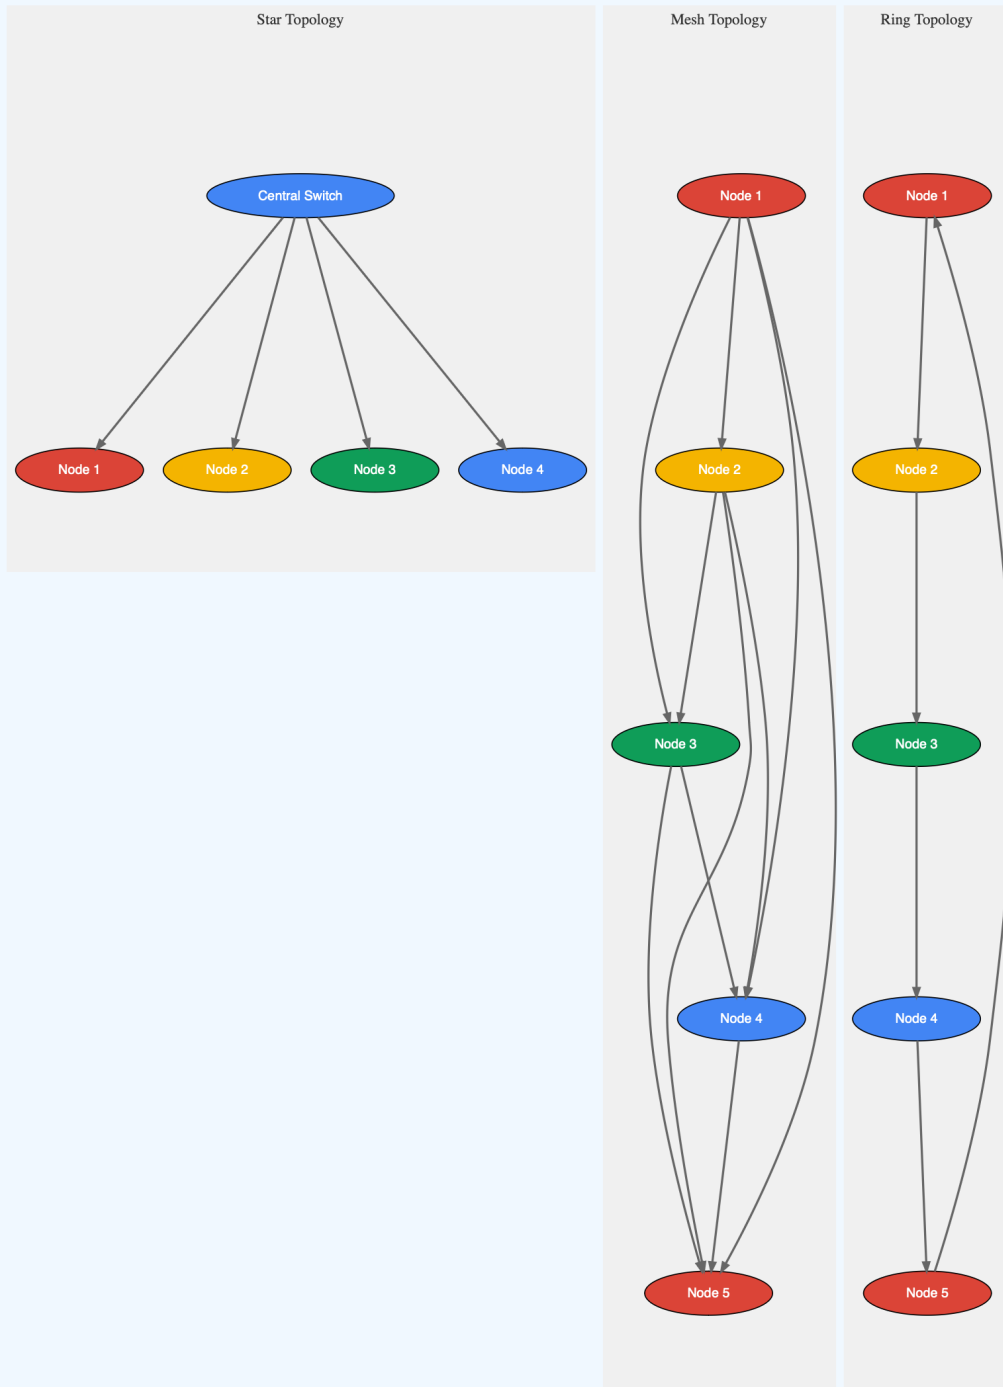 Star Topology
Central Switch
Node 1
Node 2
Node 3
Node 4
Mesh Topology
Node 1
Node 2
Node 3
Node 4
Node 5
Ring Topology
Node 1
Node 2
Node 3
Node 4
Node 5